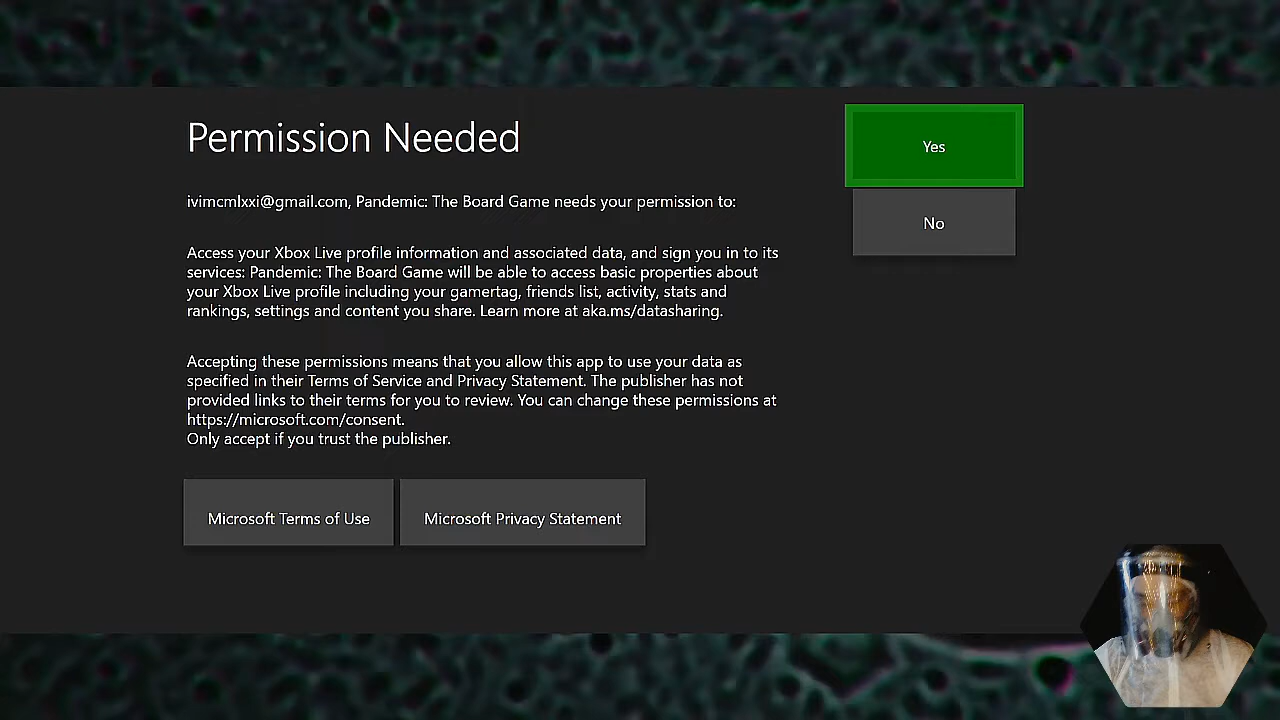 Permission Needed
Yes
No
ivimcmlxxi@gmail.com, Pandemic: The Board Game needs your permission to:
Access your Xbox Live profile information and associated data, and sign you in to its
services: Pandemic: The Board Game will be able to access basic properties about
your Xbox Live profile including your gamertag, friends list, activity, stats and
rankings, settings and content you share. Learn more at aka.ms/datasharing.
Accepting these permissions means that you allow this app to use your data as
specified in their Terms of Service and Privacy Statement. The publisher has not
provided links to their terms for you to review. You can change these permissions at
https://microsoft.com/consent.
Only accept if you trust the publisher.
Microsoft Terms of Use
Microsoft Privacy Statement